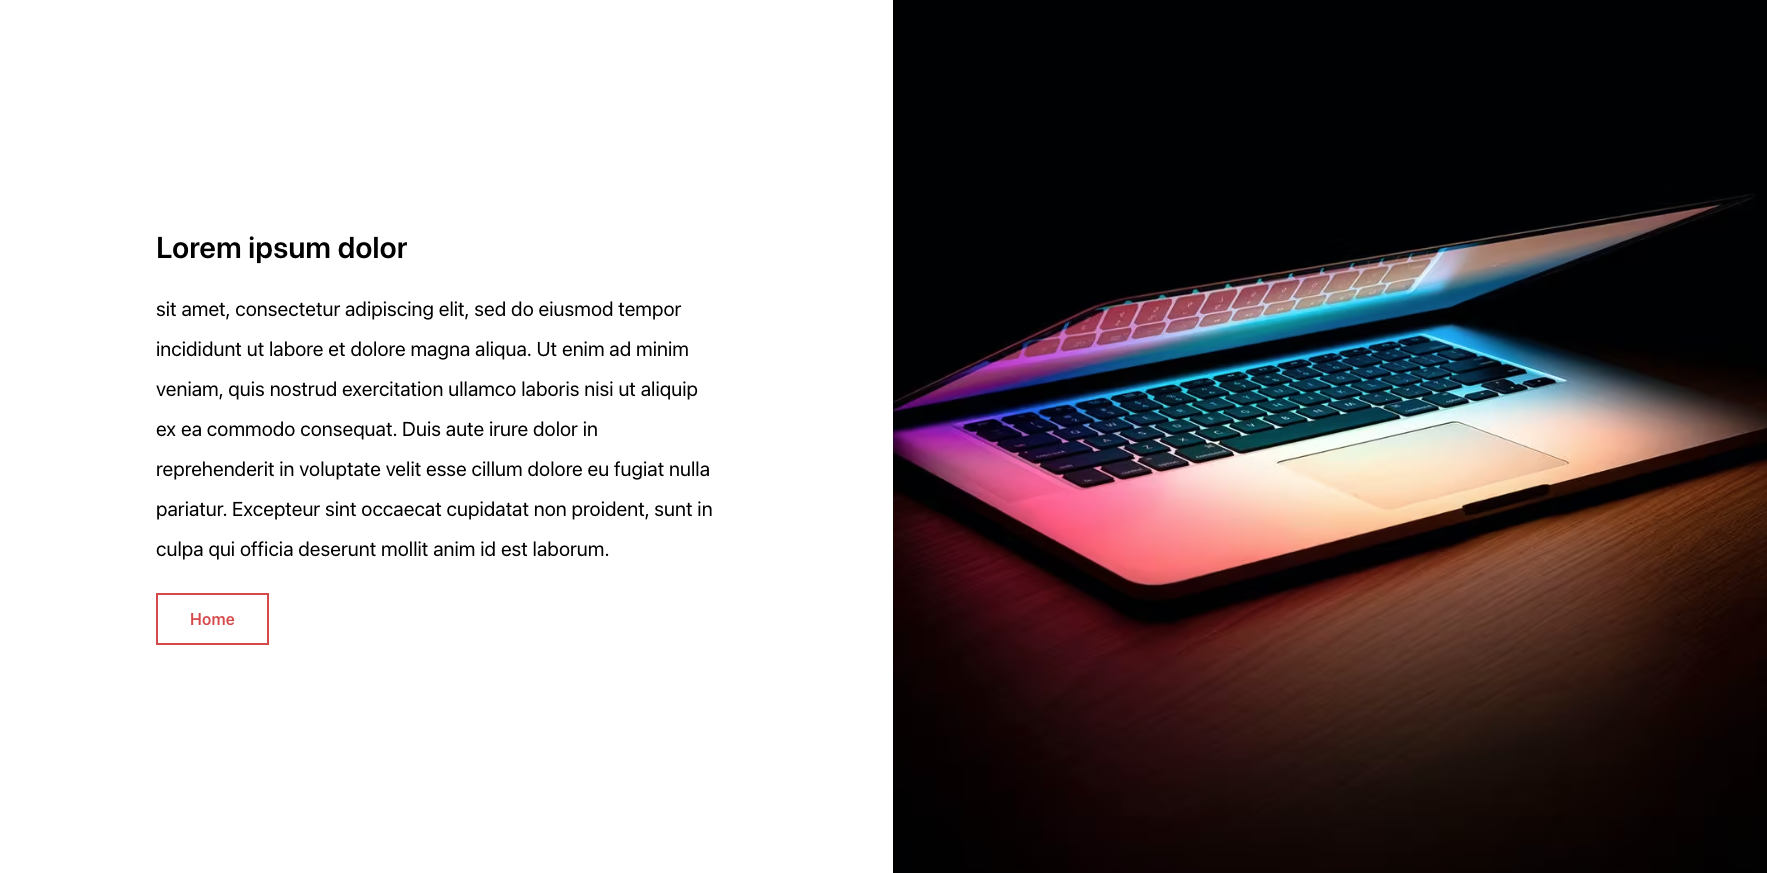 Lorem ipsum dolor
sit amet, consectetur adipiscing elit, sed do eiusmod tempor
incididunt ut labore et dolore magna aliqua. Ut enim ad minim
veniam, quis nostrud exercitation ullamco laboris nisi ut aliquip
ex ea commodo consequat. Duis aute irure dolor in
reprehenderit in voluptate velit esse cillum dolore eu fugiat nulla
pariatur. Excepteur sint occaecat cupidatat non proident, sunt in
culpa qui officia deserunt mollit anim id est laborum.
Home